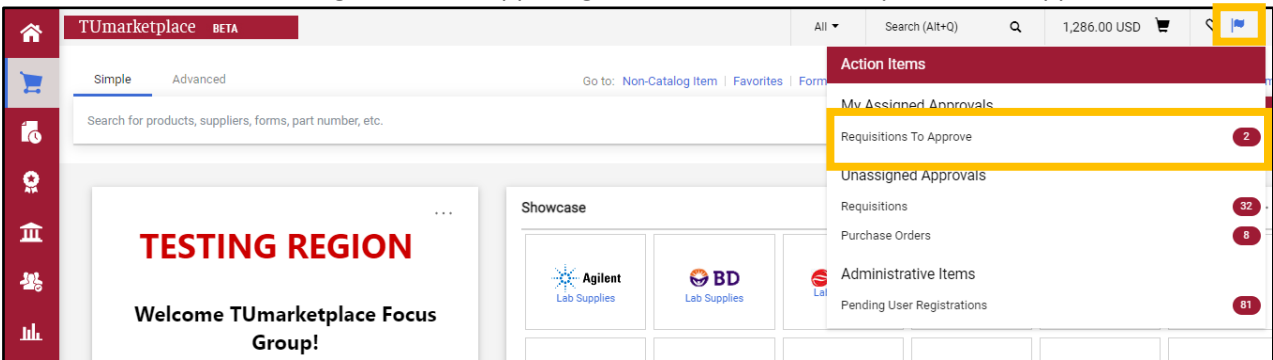 TUmarketplace BETA
All
Search (Alt+Q)
1,286.00 USD
Simple
Advanced
Go to: Non-Catalog Item | Favorites | Form
Search for products, suppliers, forms, part number, etc.
Action Items
My Assigned Approvals
Requisitions To Approve
2
Unassigned Approvals
Requisitions
32
Purchase Orders
8
Administrative Items
Pending User Registrations
81
...
TESTING REGION
Welcome TUmarketplace Focus
Group!
Showcase
Agilent
Lab Supplies
BD
Lab Supplies